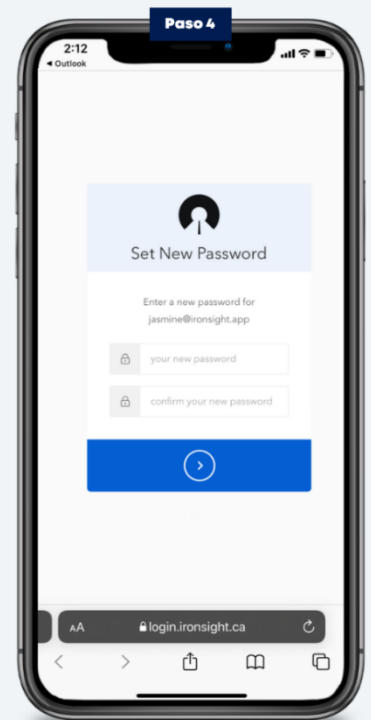 Paso 4
2:12
Outlook
Set New Password
Enter a new password for
jasmine@ironsight.app
your new password
confirm your new password
AA
login.ironsight.ca